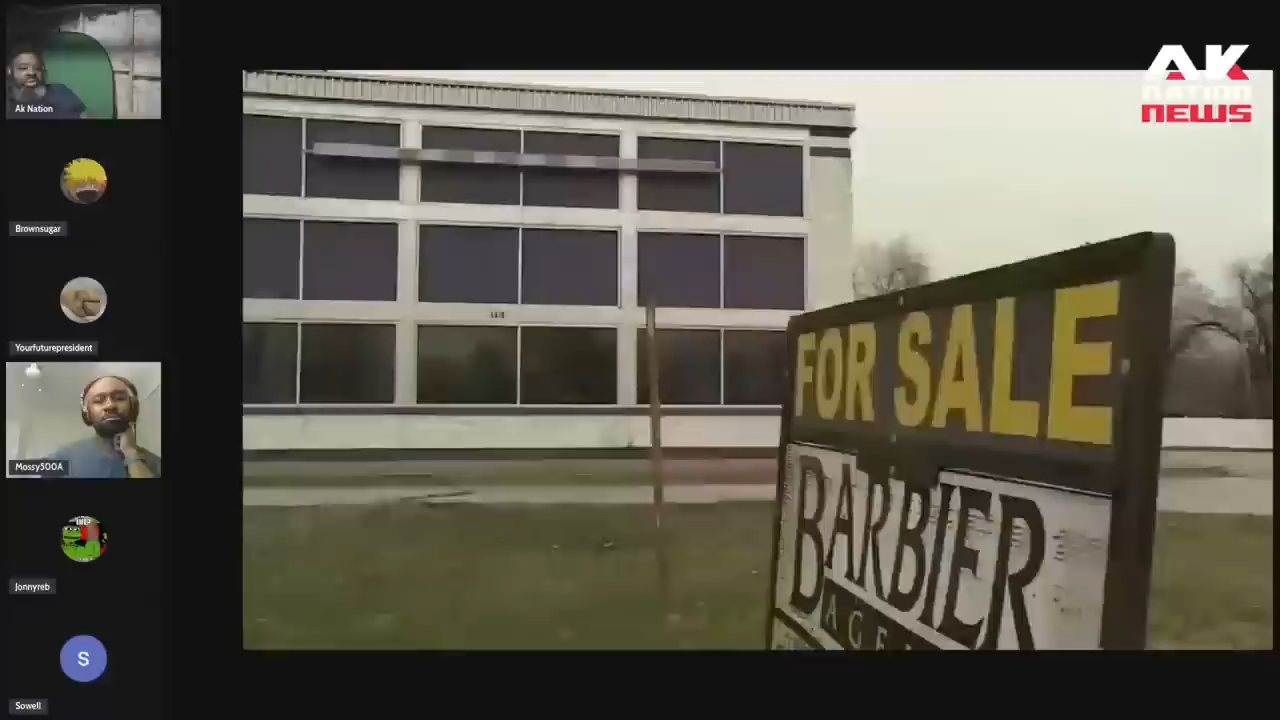 Ak Nation
Brownsugar
Yourfuturepresident
Mossy500A
Jonnyreb
S
Sowell
AK
NATION
NEWS
FOR SALE
BARBIER